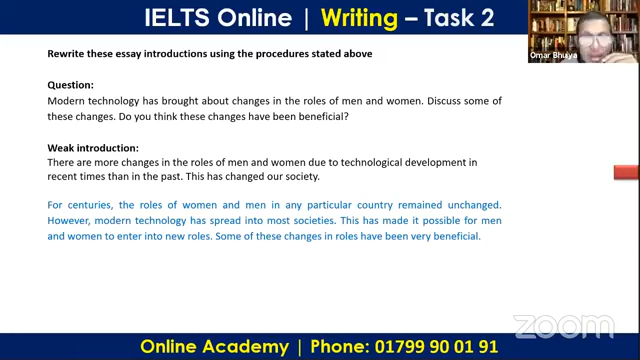 IELTS Online | Writing – Task 2
Omar Bhuiya
Rewrite these essay introductions using the procedures stated above
Question:
Modern technology has brought about changes in the roles of men and women. Discuss some of
these changes. Do you think these changes have been beneficial?
Weak introduction:
There are more changes in the roles of men and women due to technological development in
recent times than in the past. This has changed our society.
For centuries, the roles of women and men in any particular country remained unchanged.
However, modern technology has spread into most societies. This has made it possible for men
and women to enter into new roles. Some of these changes in roles have been very beneficial.
zoom
Online Academy | Phone: 01799 90 01 91